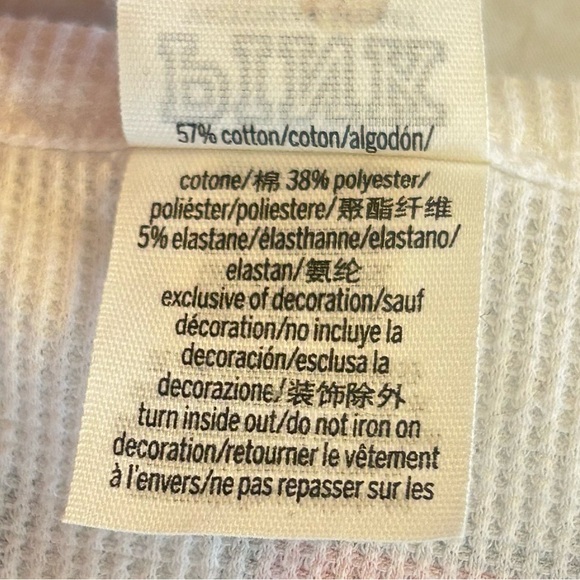 PINK
57% cotton/coton/algodón/
cotone/棉 38% polyester/
poliéster/poliestere/聚酯纤维
5% elastane/élasthanne/elastano/
elastan/氨纶
exclusive of decoration/sauf
décoration/no incluye la
decoración/esclusa la
decorazione/装饰除外
turn inside out/do not iron on
decoration/retourner le vêtement
à l'envers/ne pas repasser sur les